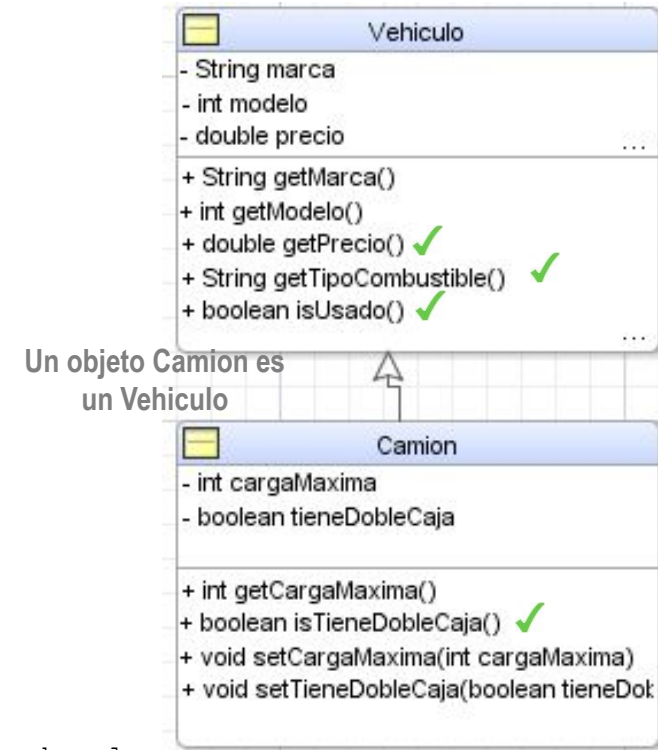 Vehiculo
- String marca
- int modelo
- double precio
...
+ String getMarca()
+ int getModelo()
+ double getPrecio()
+ String getTipoCombustible()
+ boolean isUsado()
...
Un objeto Camion es
un Vehiculo
Camion
- int cargaMaxima
- boolean tieneDobleCaja
+ int getCargaMaxima()
+ boolean isTieneDobleCaja()
+ void setCargaMaxima(int cargaMaxima)
+ void setTieneDobleCaja(boolean tieneDob